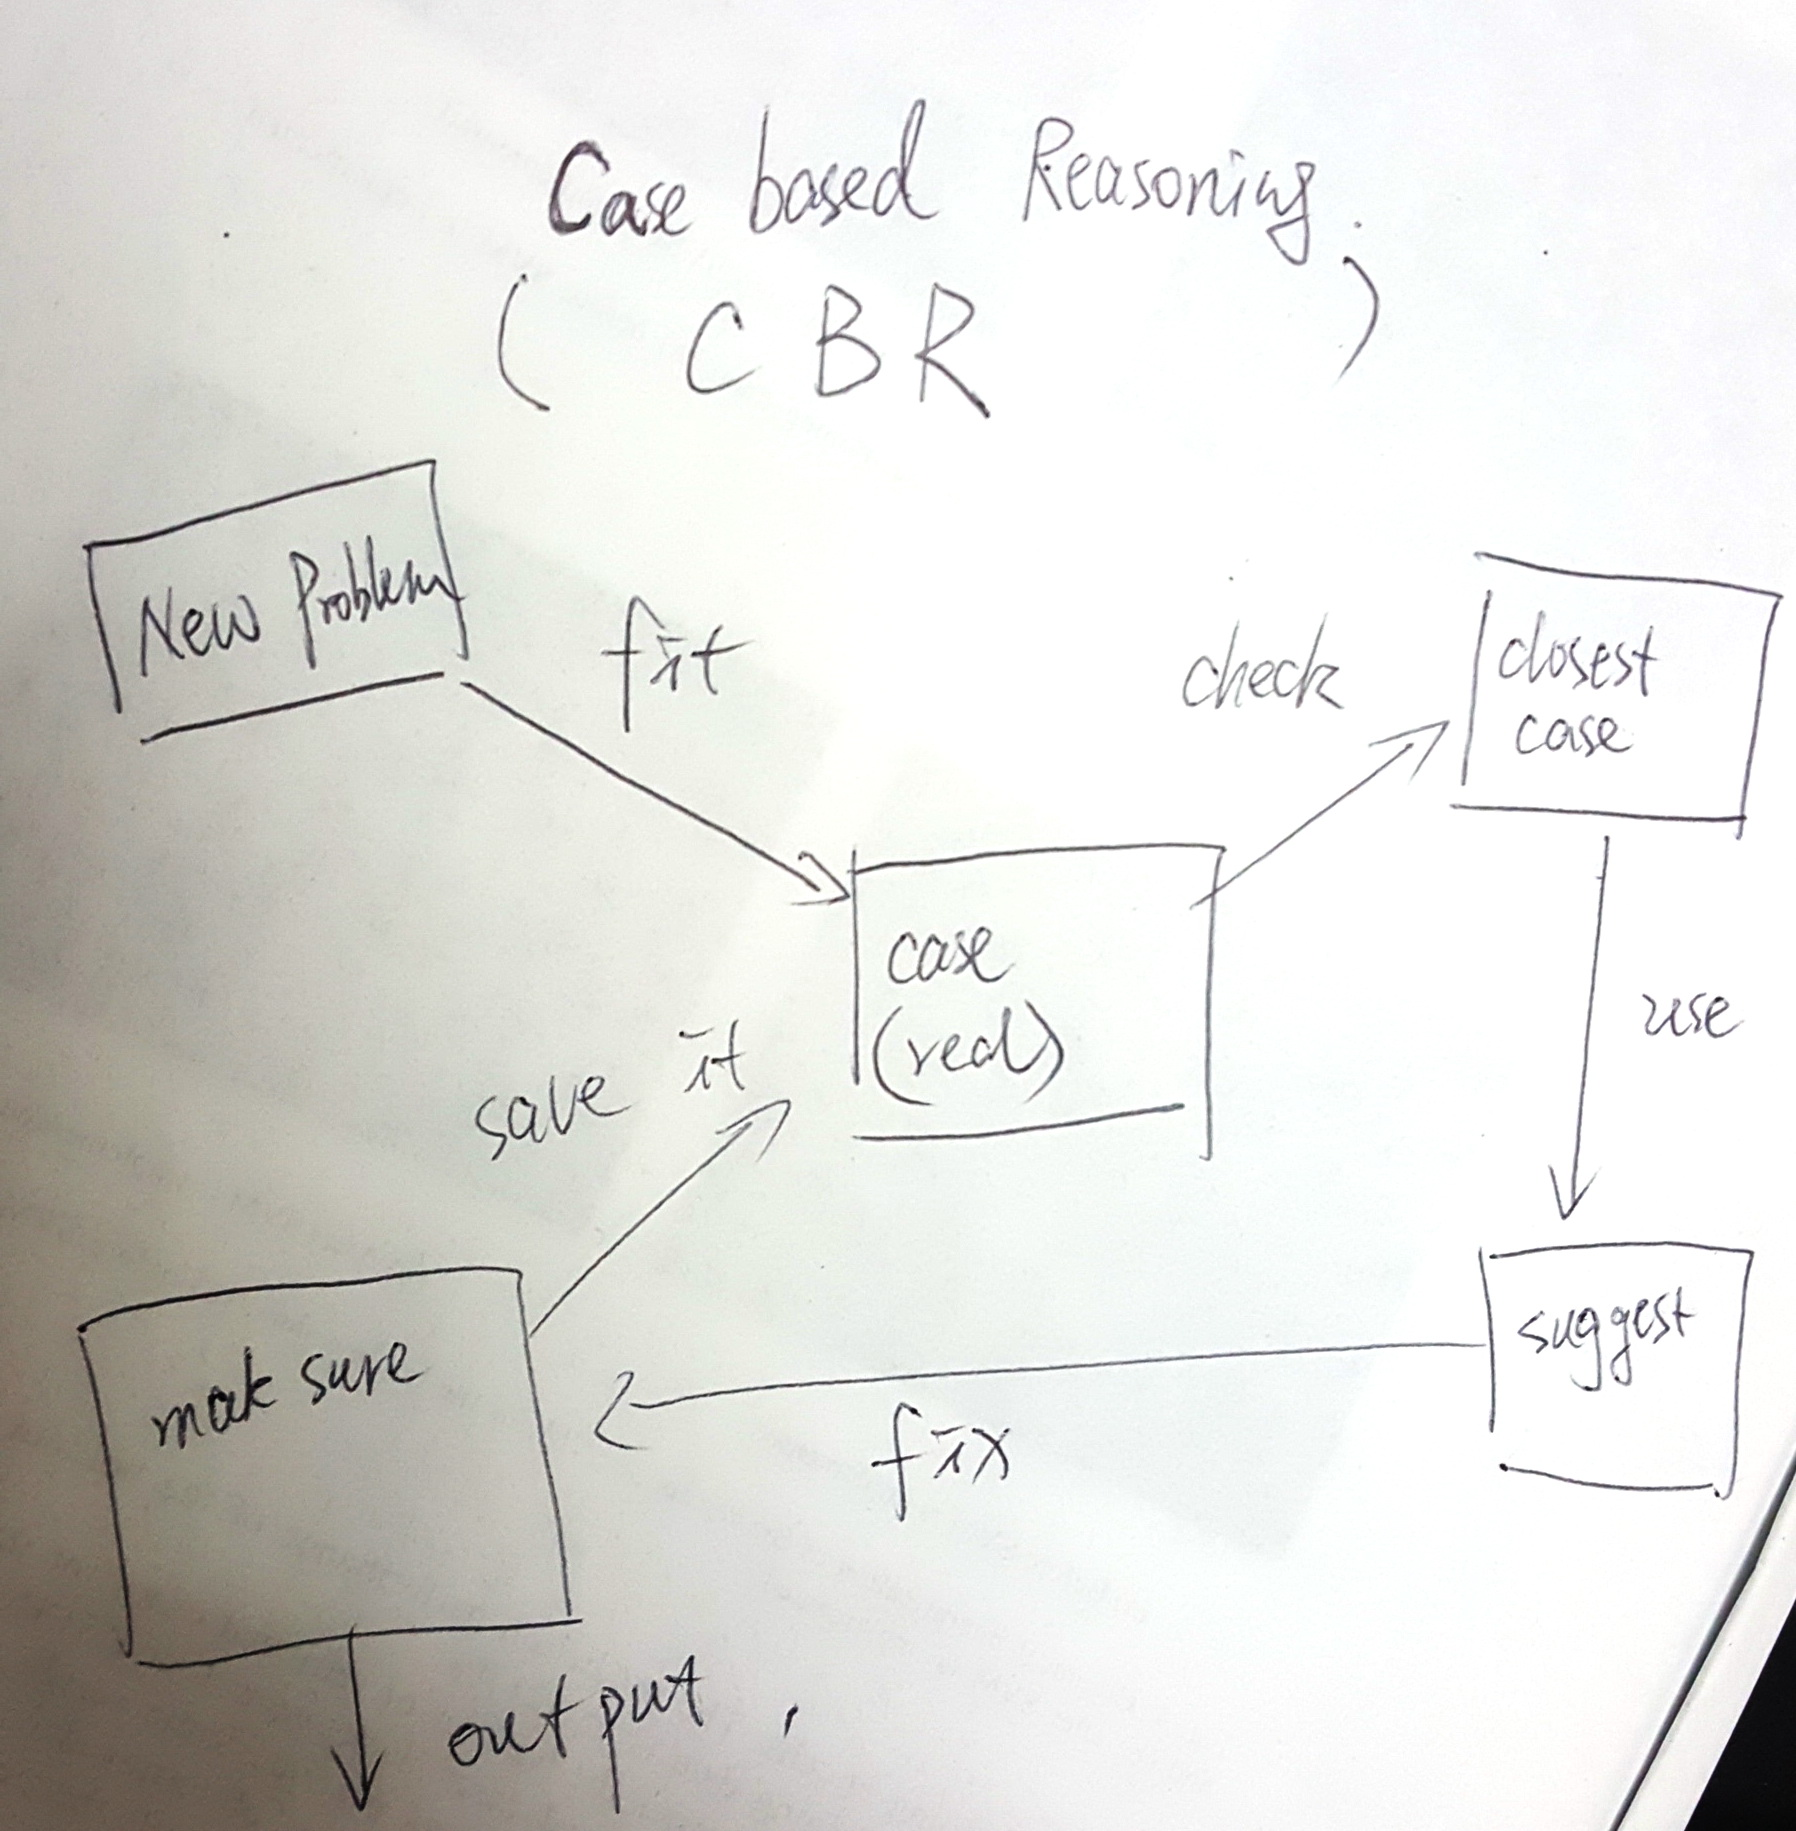 Case based Reasoning.
( CBR )
New Problem
fit
check
closest
case
case
(red)
use
save it
suggest
mak sure
fix
output,